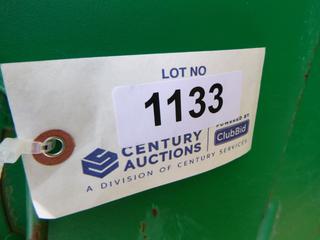 LOT NO
1133
CENTURY
AUCTIONS
POWERED BY
ClubBid
A DIVISION OF CENTURY SERVICES